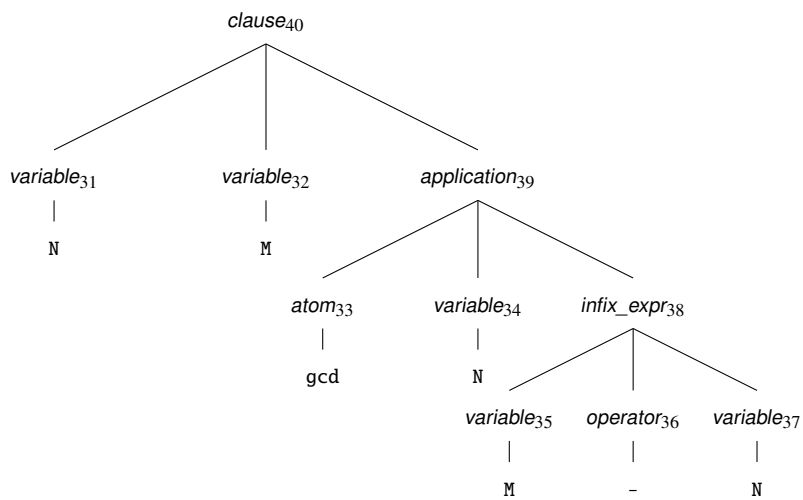 clause40
variable31 variable32 application39
N M
atom33 variable34 infix_expr38
gcd N
variable35 operator36 variable37
M - N